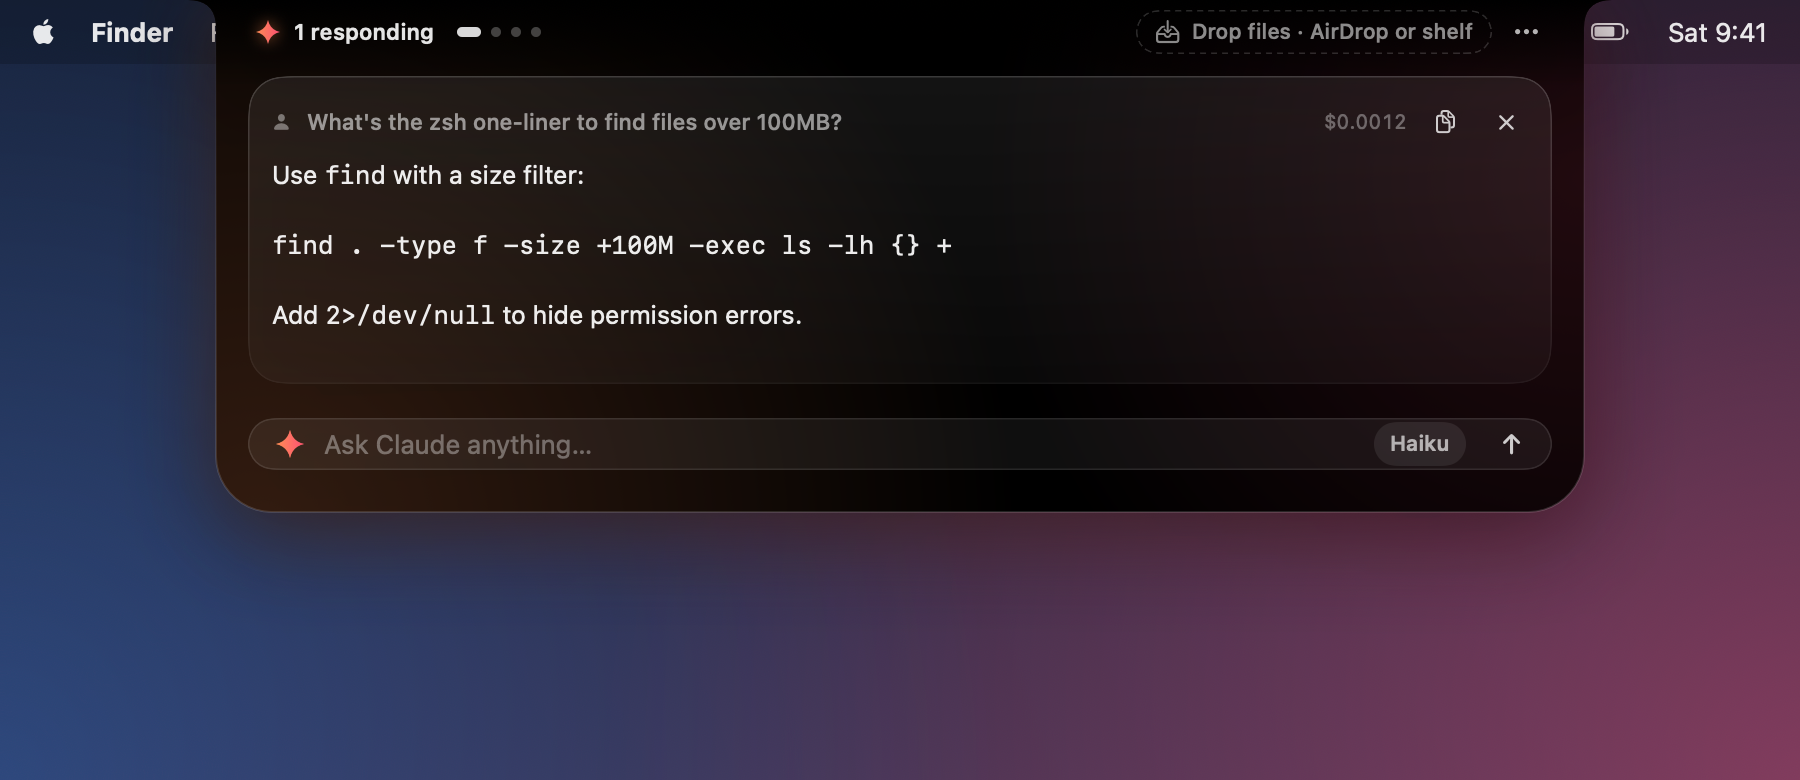 Finder
1 responding
Drop files · AirDrop or shelf
Sat 9:41
What's the zsh one-liner to find files over 100MB?
$0.0012
Use find with a size filter:
find . -type f -size +100M -exec ls -lh {} +
Add 2>/dev/null to hide permission errors.
Ask Claude anything...
Haiku